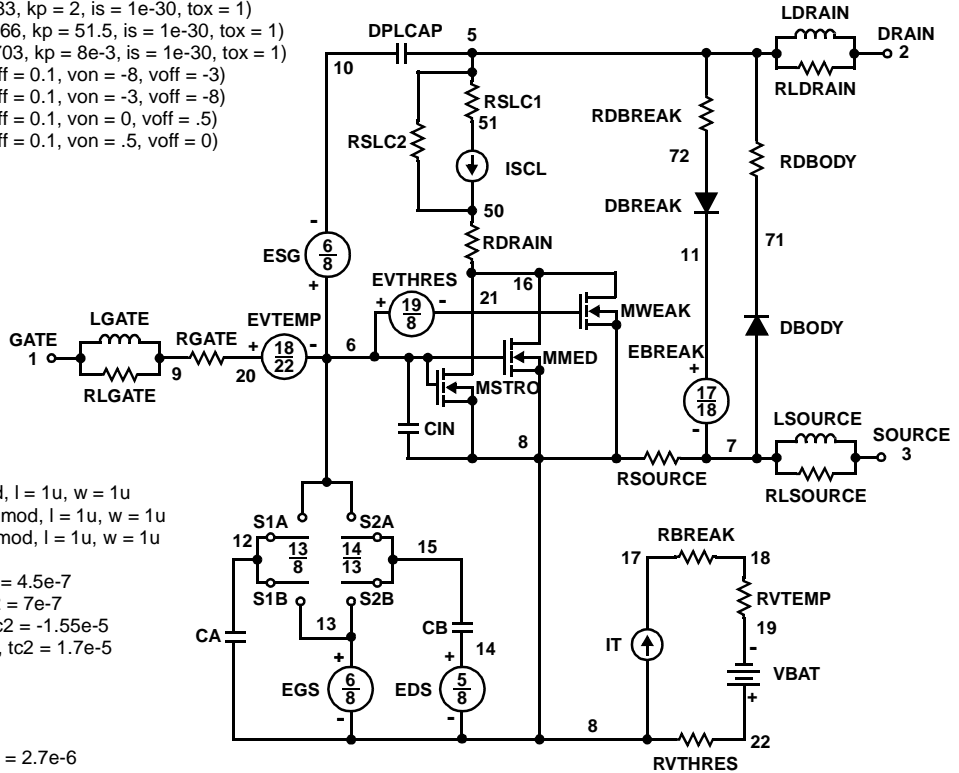 33, kp = 2, is = 1e-30, tox = 1)
66, kp = 51.5, is = 1e-30, tox = 1)
703, kp = 8e-3, is = 1e-30, tox = 1)
ff = 0.1, von = -8, voff = -3)
ff = 0.1, von = -3, voff = -8)
ff = 0.1, von = 0, voff = .5)
ff = 0.1, von = .5, voff = 0)
LDRAIN
DPLCAP 5 DRAIN
10 2
RLDRAIN
RSLC1
51
RDBREAK
RSLC2 72 RDBODY
ISCL
DBREAK
50
RDRAIN
-
ESG 6/8 11 71
+
EVTHRES 16
+ 19/8 - 21 MWEAK
LGATE EVTEMP
GATE RGATE + 18/22 - 6 MMED EBREAK DBODY
1 9 20 +
RLGATE MSTRO 17/18
- LSOURCE
CIN 8 7 SOURCE
3
RSOURCE
RLSOURCE
d, l = 1u, w = 1u
mod, l = 1u, w = 1u
mod, l = 1u, w = 1u
S1A S2A RBREAK
12 13/8 14/13 15 17 18
= 4.5e-7
= 7e-7
S1B S2B RVTEMP
c2 = -1.55e-5
, tc2 = 1.7e-5
13 CB 19
CA 14 IT -
+ + VBAT
EGS 6/8 EDS 5/8 +
- - 8 22
RVTHRES
= 2.7e-6